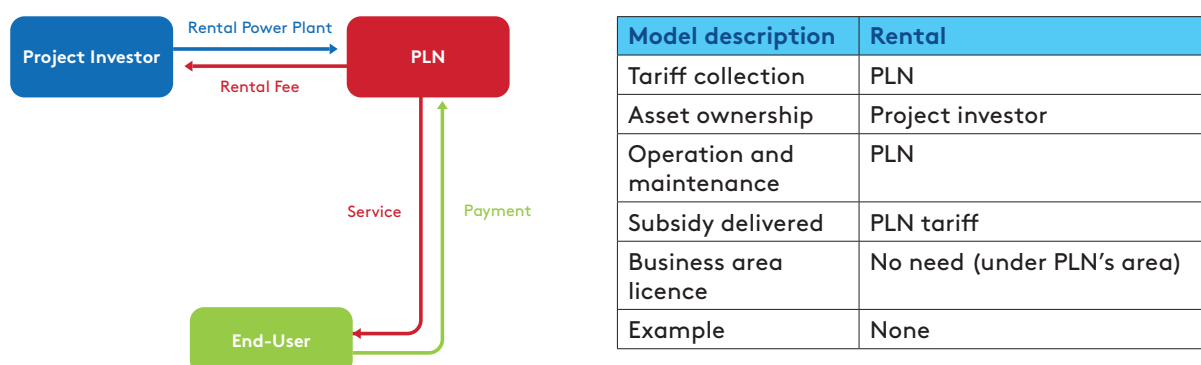 Rental Power Plant
Project Investor
PLN
Rental Fee
Service
Payment
End-User
Model description Rental
Tariff collection PLN
Asset ownership Project investor
Operation and PLN
maintenance
Subsidy delivered PLN tariff
Business area No need (under PLN’s area)
licence
Example None